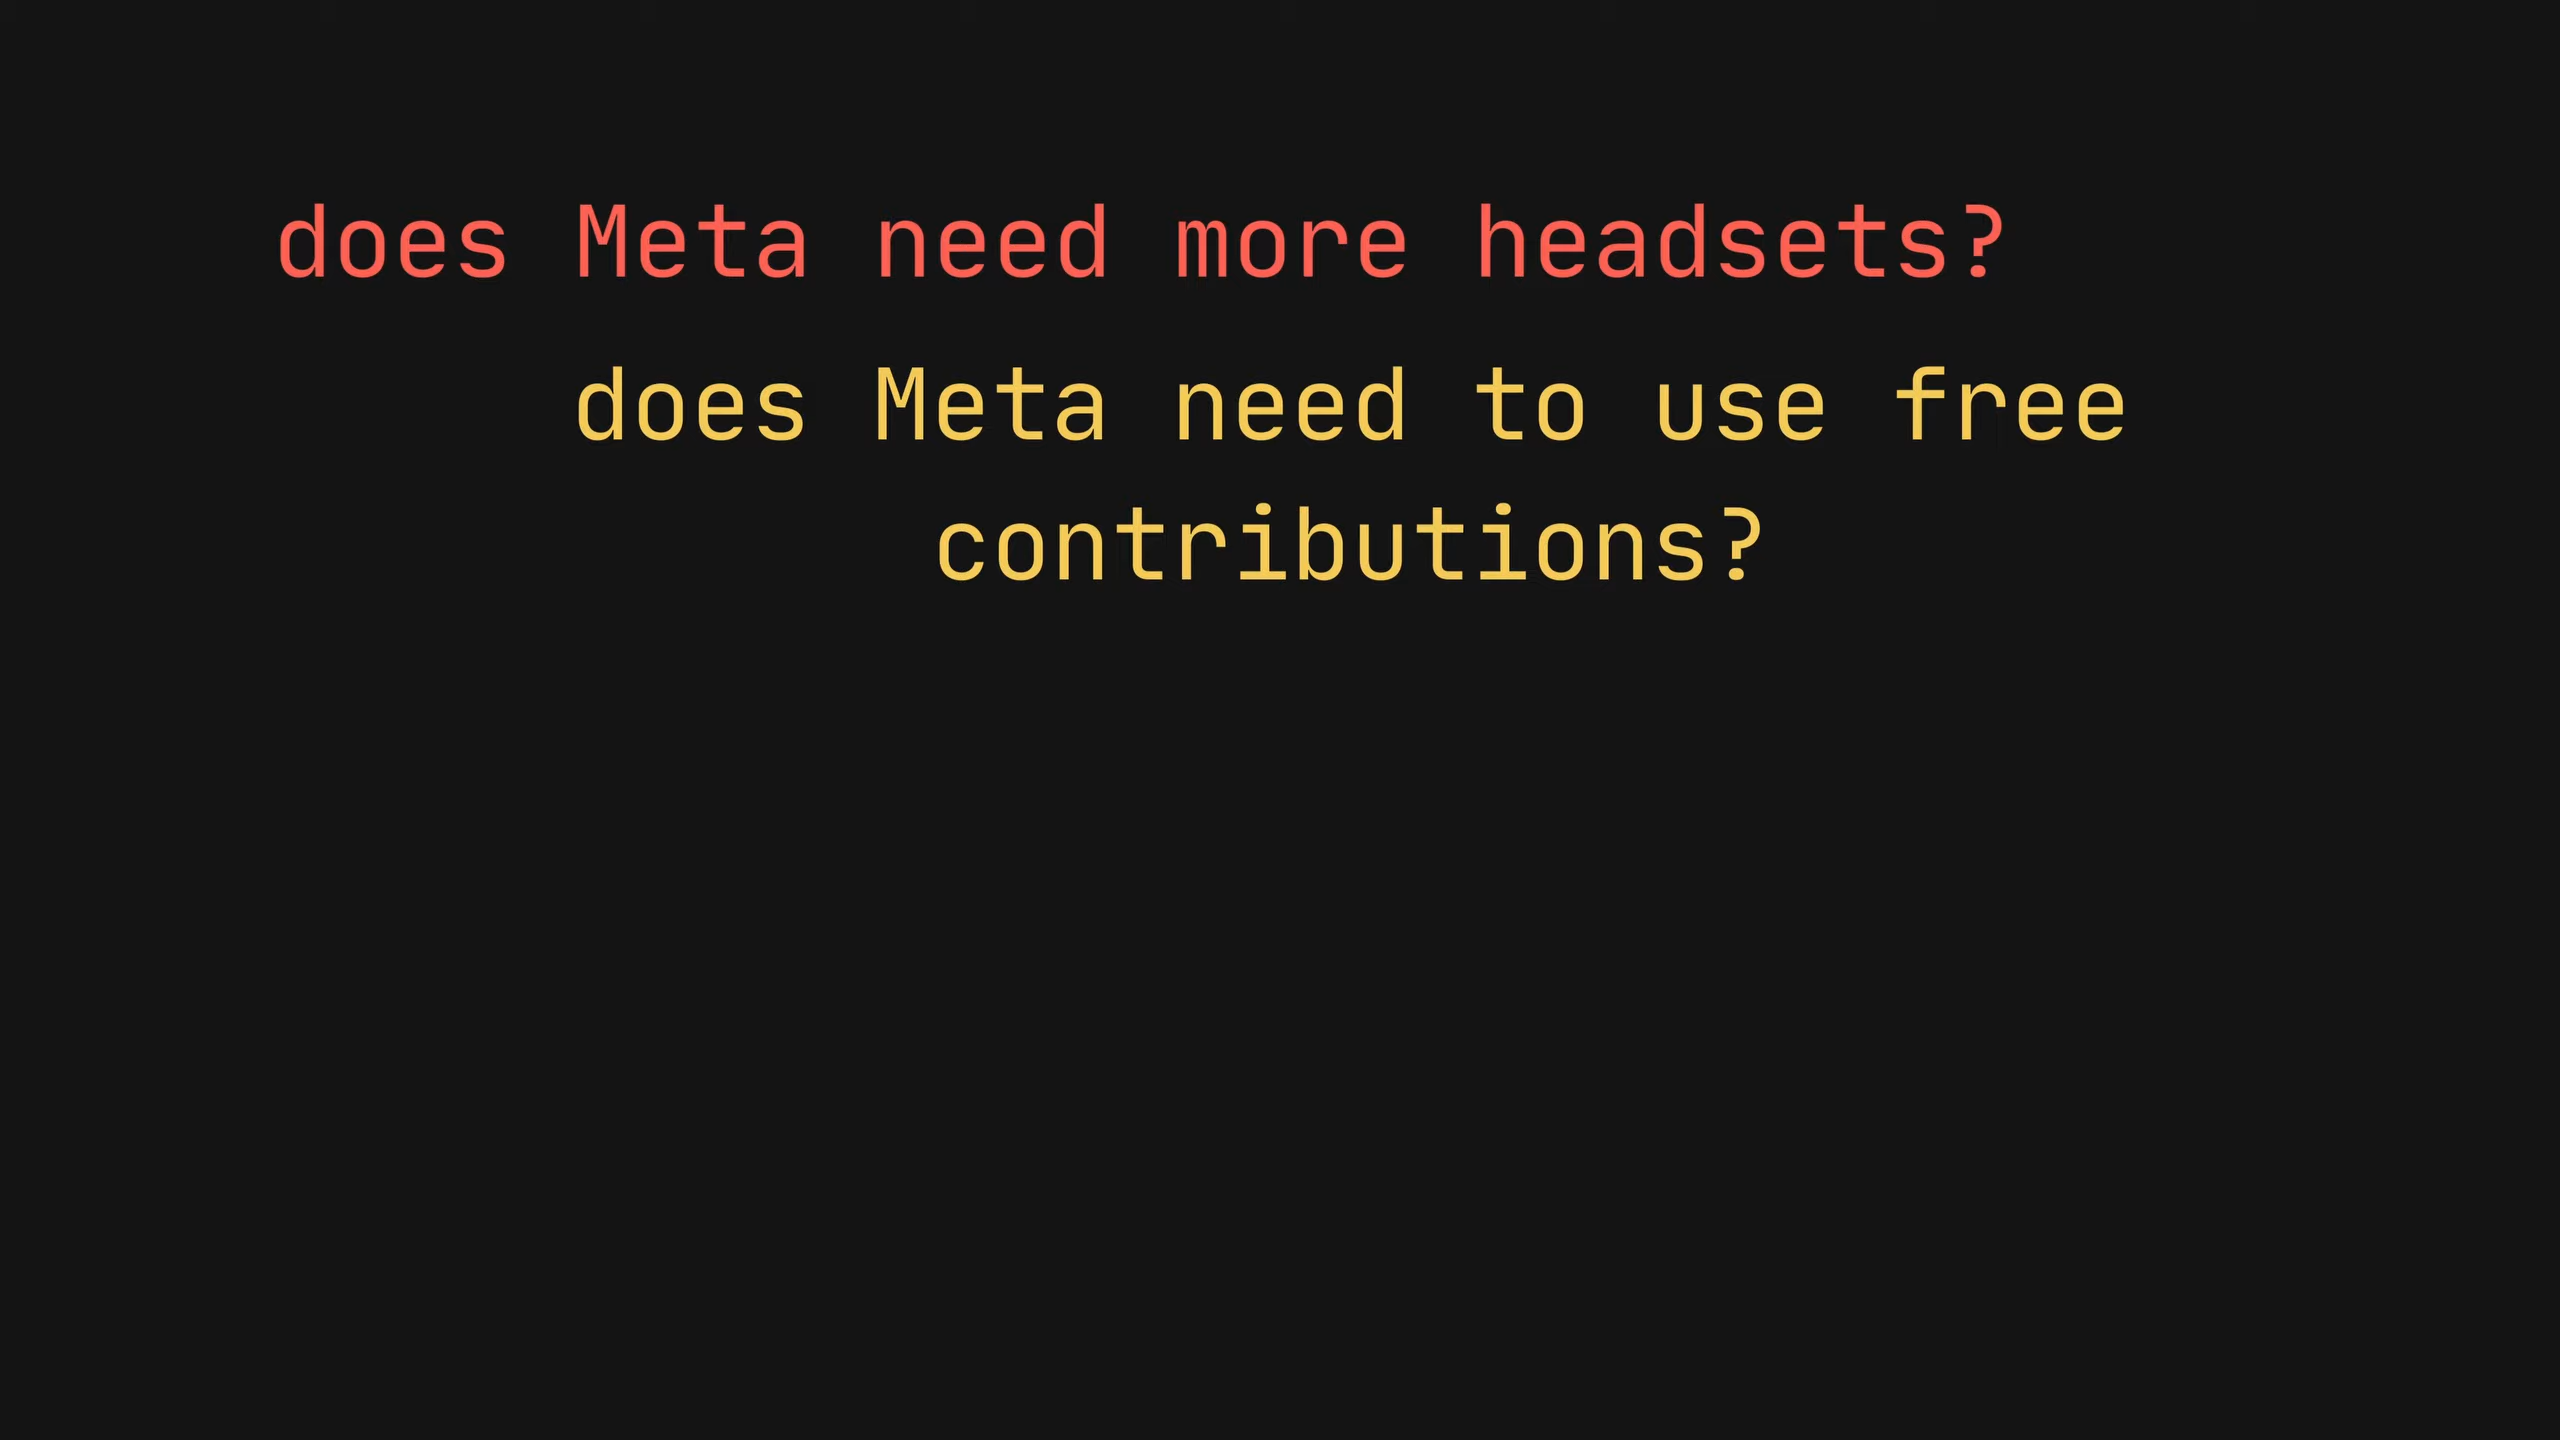 does Meta need more headsets?
does Meta need to use free
contributions?